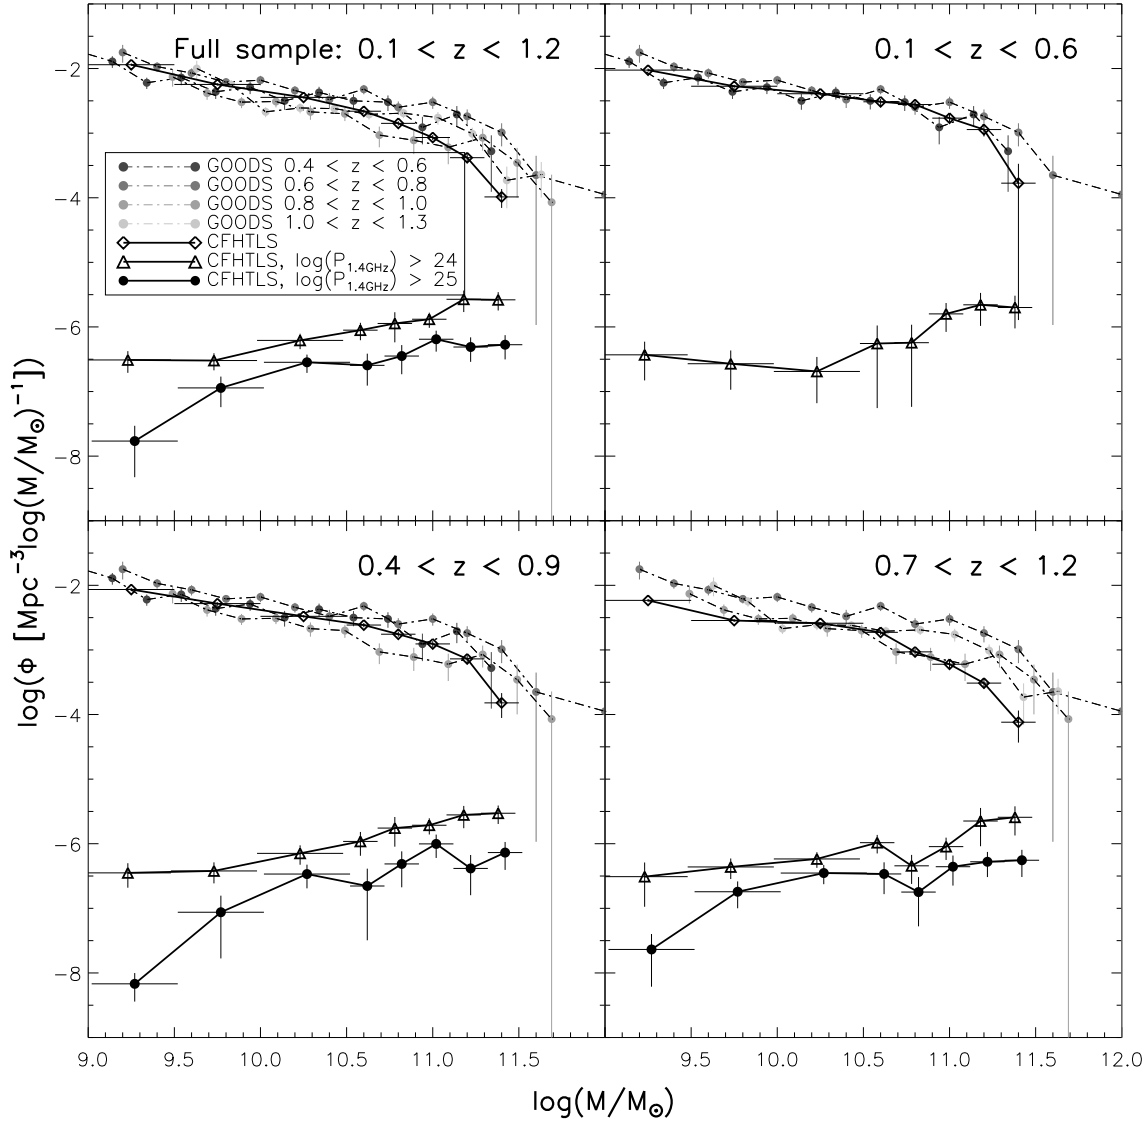 Full sample: 0.1 < z < 1.2
0.1 < z < 0.6
GOODS 0.4 < z < 0.6
GOODS 0.6 < z < 0.8
GOODS 0.8 < z < 1.0
GOODS 1.0 < z < 1.3
CFHTLS
CFHTLS, log(P1.4GHz) > 24
CFHTLS, log(P1.4GHz) > 25
-2
-4
-6
-8
0.4 < z < 0.9
0.7 < z < 1.2
-2
-4
-6
-8
log(Φ [Mpc⁻³log(M/M⊙)⁻¹])
9.0 9.5 10.0 10.5 11.0 11.5 9.5 10.0 10.5 11.0 11.5 12.0
log(M/M⊙)